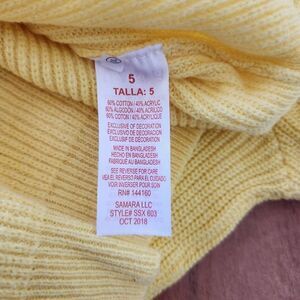 5
TALLA: 5
60% COTTON / 40% ACRYLIC
60% ALGODÓN / 40% ACRÍLICO
60% COTON / 40% ACRYLIQUE
EXCLUSIVE OF DECORATION
EXCLUSIVO DE DECORACIÓN
EXCLUSIF DE DÉCORATION
MADE IN BANGLADESH
HECHO EN BANGLADESH
FABRIQUÉ AU BANGLADESH
SEE REVERSE FOR CARE
VEA EL REVERSO PARA EL CUIDADO
VOIR INVERSER POUR SOIN
RN# 144160
SAMARA LLC
STYLE# SSX 603
OCT 2018